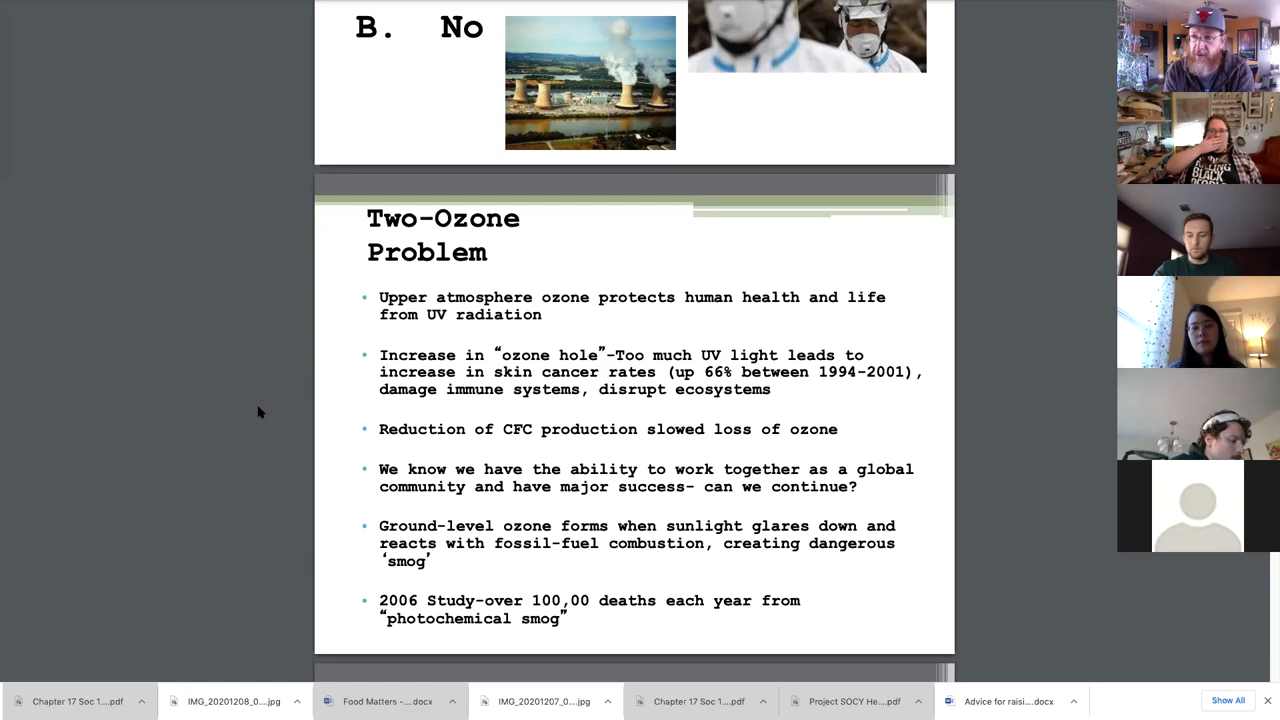 B. No
Two-Ozone
Problem
• Upper atmosphere ozone protects human health and life
from UV radiation
• Increase in “ozone hole”-Too much UV light leads to
increase in skin cancer rates (up 66% between 1994-2001),
damage immune systems, disrupt ecosystems
• Reduction of CFC production slowed loss of ozone
• We know we have the ability to work together as a global
community and have major success- can we continue?
• Ground-level ozone forms when sunlight glares down and
reacts with fossil-fuel combustion, creating dangerous
‘smog’
• 2006 Study-over 100,00 deaths each year from
“photochemical smog”
BLACK
Chapter 17 Soc 1....pdf
IMG_20201208_0....jpg
Food Matters -....docx
IMG_20201207_0....jpg
Chapter 17 Soc 1....pdf
Project SOCY He....pdf
Advice for raisi....docx
Show All